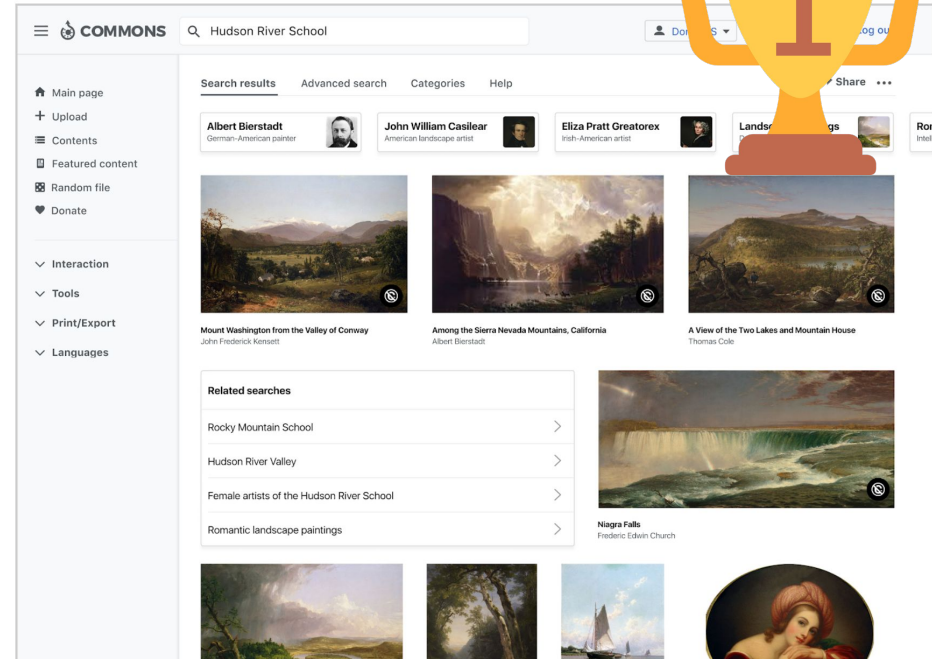 COMMONS
Hudson River School
Log out
Search results
Advanced search
Categories
Help
Share
Main page
Upload
Contents
Featured content
Random file
Donate
Interaction
Tools
Print/Export
Languages
Albert Bierstadt
German-American painter
John William Casilear
American landscape artist
Eliza Pratt Greatorex
Irish-American artist
1
Mount Washington from the Valley of Conway
John Frederick Kensett
Among the Sierra Nevada Mountains, California
Albert Bierstadt
A View of the Two Lakes and Mountain House
Thomas Cole
Related searches
Rocky Mountain School
Hudson River Valley
Female artists of the Hudson River School
Romantic landscape paintings
Niagra Falls
Frederic Edwin Church